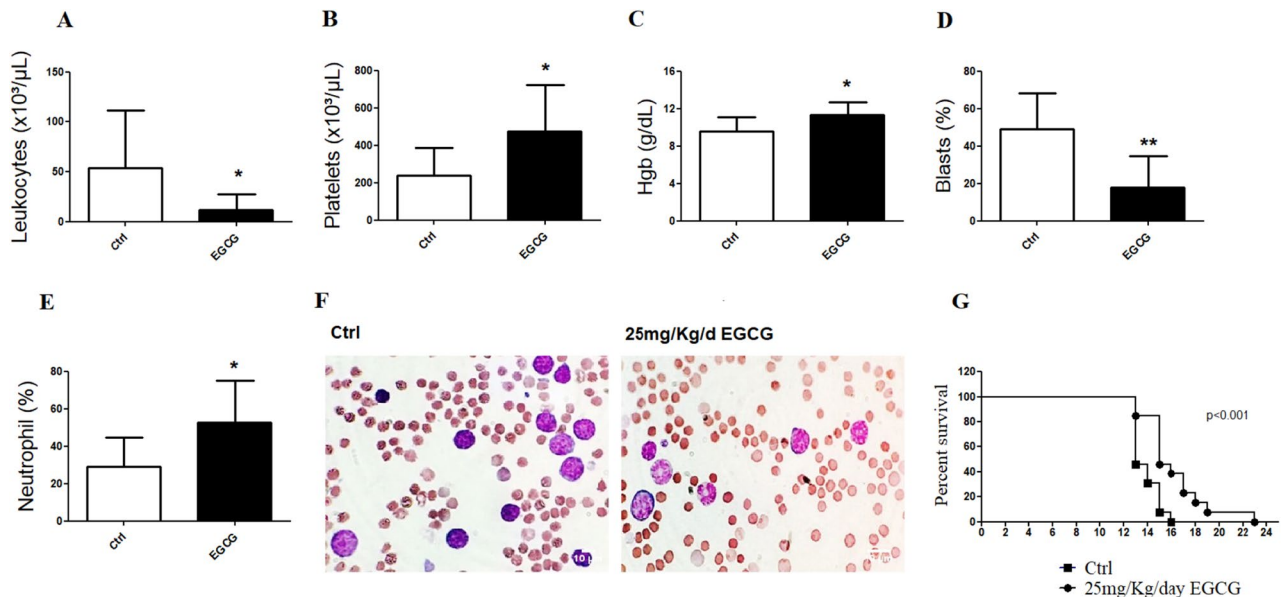 A
Leukocytes (x10³/µL)
150
100
50
0
Ctrl
EGCG
*
B
Platelets (x10³/µL)
800
600
400
200
0
Ctrl
EGCG
*
C
Hgb (g/dL)
16
12
8
4
0
Ctrl
EGCG
*
D
Blasts (%)
80
60
40
20
0
Ctrl
EGCG
**
E
Neutrophil (%)
80
60
40
20
0
Ctrl
EGCG
*
F
Ctrl
10 µ
25mg/Kg/d EGCG
G
Percent survival
120
100
80
60
40
20
0
0 2 4 6 8 10 12 14 16 18 20 22 24
p<0.001
Ctrl
25mg/Kg/day EGCG